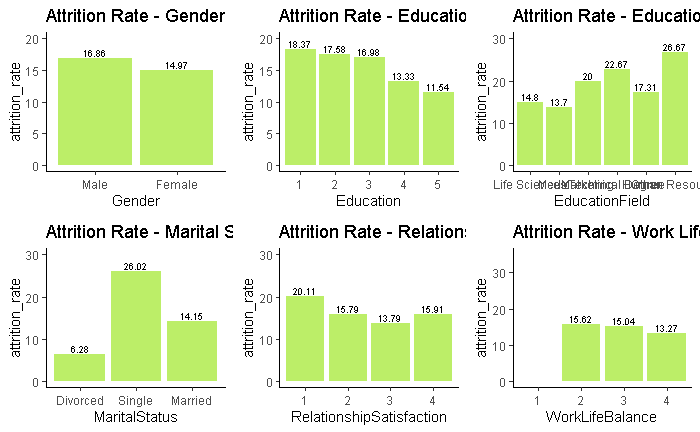 Attrition Rate - Gender
attrition_rate
20
15
10
5
0
16.86
14.97
Male Female
Gender
Attrition Rate - Educatio
attrition_rate
20
15
10
5
0
18.37
17.58
16.98
13.33
11.54
1 2 3 4 5
Education
Attrition Rate - Educatio
attrition_rate
30
20
10
0
14.8
13.7
20
22.67
17.31
26.67
Life
EducationField
Attrition Rate - Marital S
attrition_rate
30
20
10
0
6.28
26.02
14.15
Divorced Single Married
MaritalStatus
Attrition Rate - Relations
attrition_rate
30
20
10
0
20.11
15.79
13.79
15.91
1 2 3 4
RelationshipSatisfaction
Attrition Rate - Work Life
attrition_rate
30
20
10
0
15.62
15.04
13.27
1 2 3 4
WorkLifeBalance